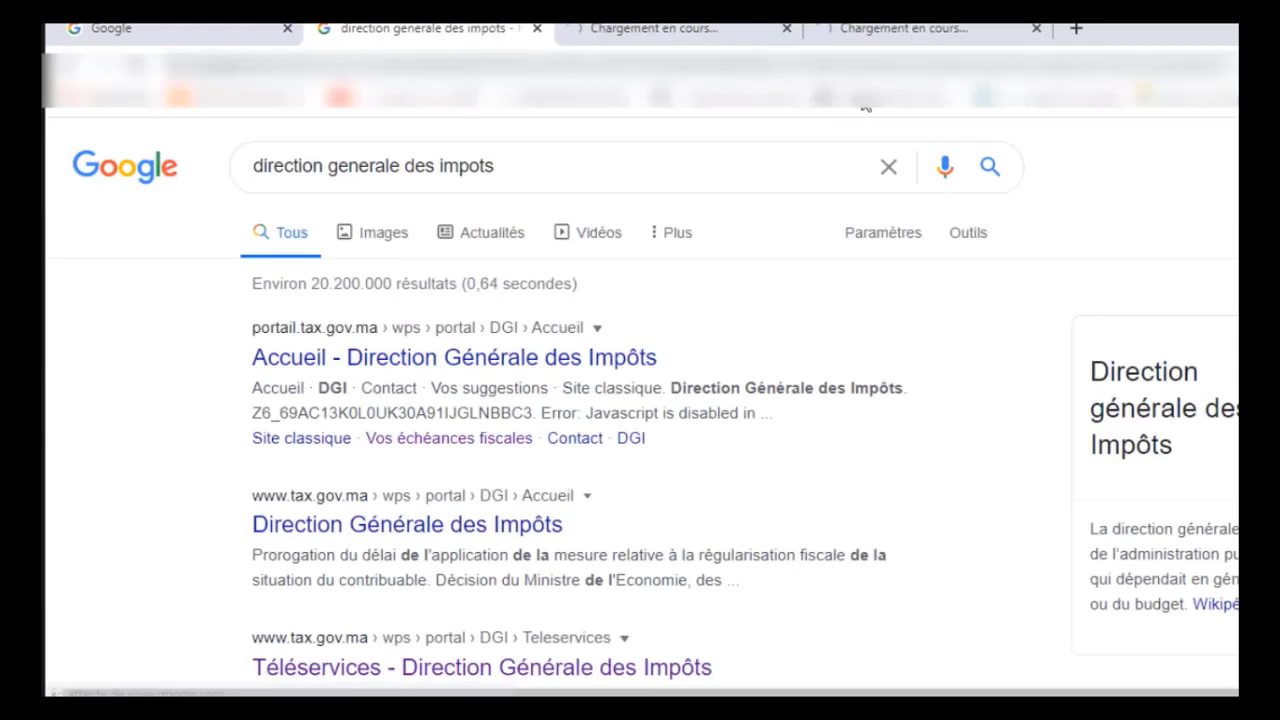 Google
direction generale des impots -
Chargement en cours...
Chargement en cours...
Google
direction generale des impots
Tous
Images
Actualités
Vidéos
Plus
Paramètres
Outils
Environ 20.200.000 résultats (0,64 secondes)
portail.tax.gov.ma › wps › portal › DGI › Accueil
Accueil - Direction Générale des Impôts
Accueil · DGI · Contact · Vos suggestions · Site classique. Direction Générale des Impôts.
Z6_69AC13K0L0UK30A91IJGLNBBC3. Error: Javascript is disabled in ...
Site classique · Vos échéances fiscales · Contact · DGI
www.tax.gov.ma › wps › portal › DGI › Accueil
Direction Générale des Impôts
Prorogation du délai de l'application de la mesure relative à la régularisation fiscale de la
situation du contribuable. Décision du Ministre de l'Economie, des ...
www.tax.gov.ma › wps › portal › DGI › Teleservices
Téléservices - Direction Générale des Impôts
Direction
générale des
Impôts
La direction générale
de l'administration pu
qui dépendait en gén
ou du budget. Wikipé